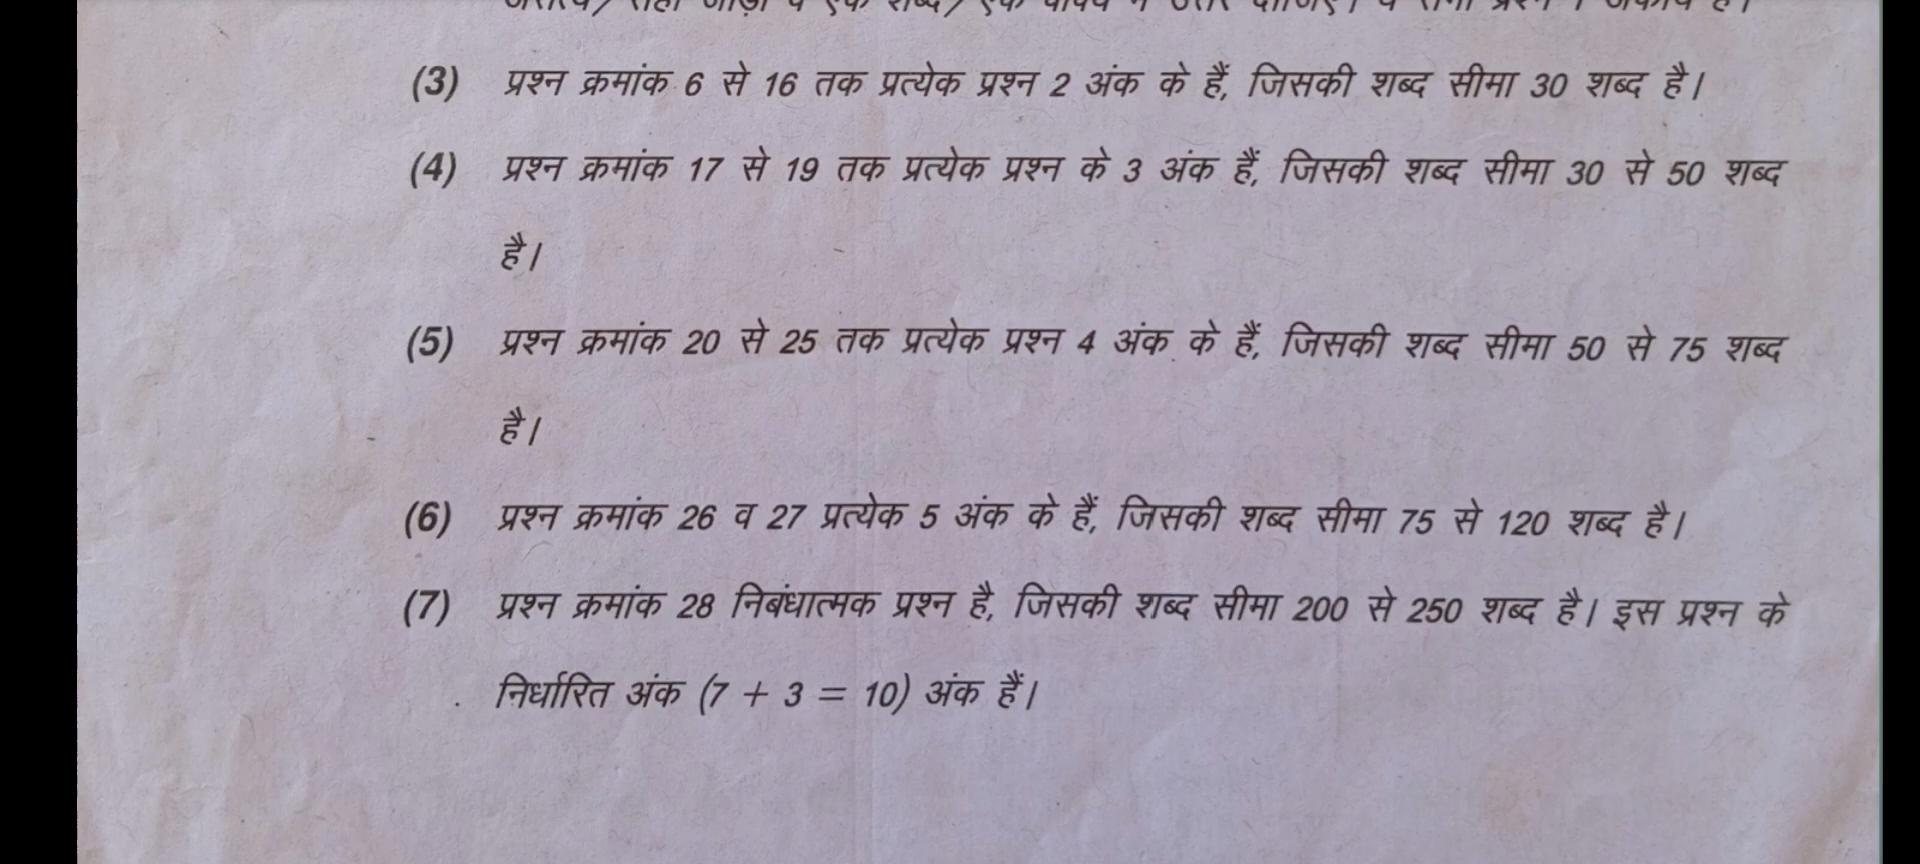 (3) प्रश्न क्रमांक 6 से 16 तक प्रत्येक प्रश्न 2 अंक के हैं, जिसकी शब्द सीमा 30 शब्द है।
(4) प्रश्न क्रमांक 17 से 19 तक प्रत्येक प्रश्न के 3 अंक हैं, जिसकी शब्द सीमा 30 से 50 शब्द
है।
(5) प्रश्न क्रमांक 20 से 25 तक प्रत्येक प्रश्न 4 अंक के हैं, जिसकी शब्द सीमा 50 से 75 शब्द
है।
(6) प्रश्न क्रमांक 26 व 27 प्रत्येक 5 अंक के हैं, जिसकी शब्द सीमा 75 से 120 शब्द है।
(7) प्रश्न क्रमांक 28 निबंधात्मक प्रश्न है, जिसकी शब्द सीमा 200 से 250 शब्द है। इस प्रश्न के
निर्धारित अंक (7 + 3 = 10) अंक हैं।